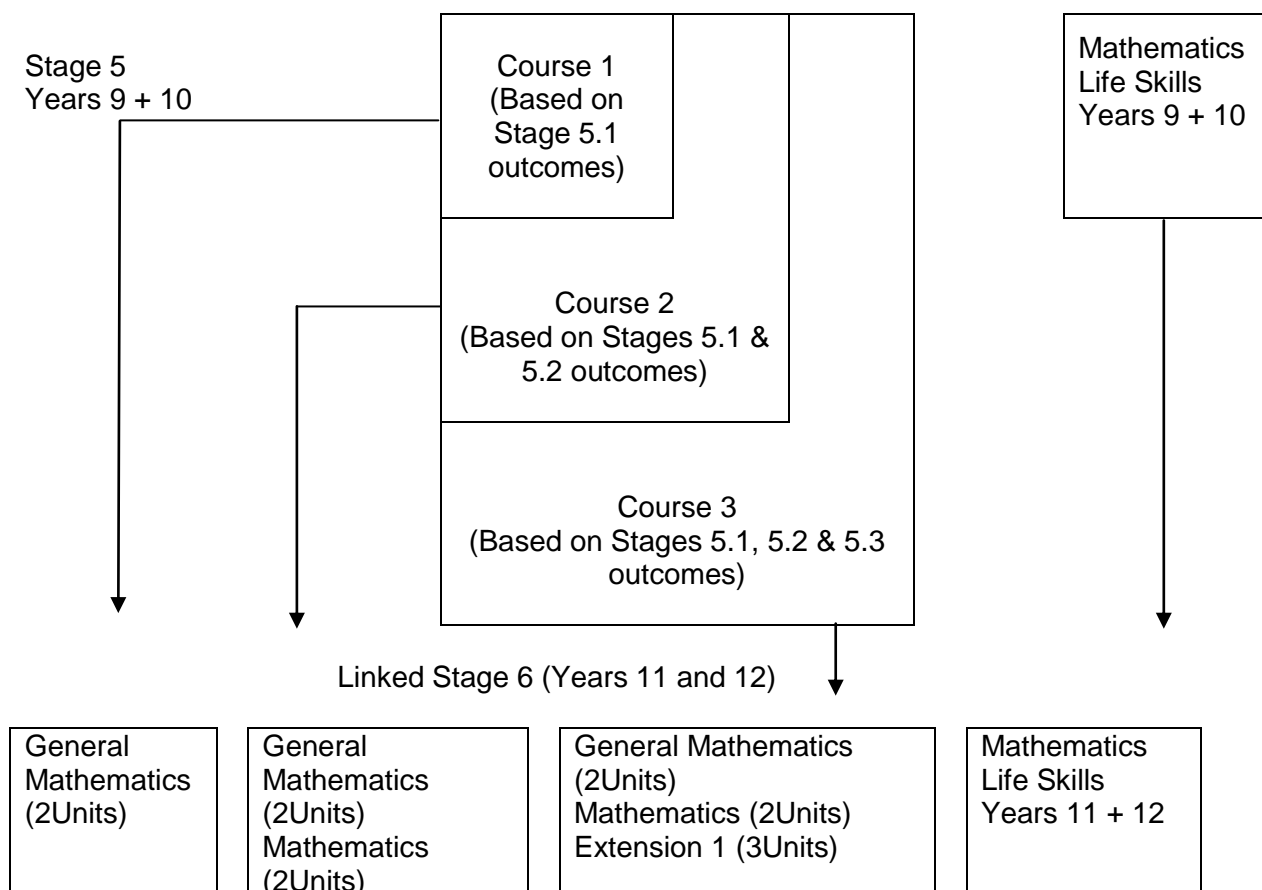 Stage 5
Years 9 + 10
Course 1
(Based on
Stage 5.1
outcomes)
Mathematics
Life Skills
Years 9 + 10
Course 2
(Based on Stages 5.1 &
5.2 outcomes)
Course 3
(Based on Stages 5.1, 5.2 & 5.3
outcomes)
Linked Stage 6 (Years 11 and 12)
General
Mathematics
(2Units)
General
Mathematics
(2Units)
Mathematics
(2Units)
General Mathematics
(2Units)
Mathematics (2Units)
Extension 1 (3Units)
Mathematics
Life Skills
Years 11 + 12